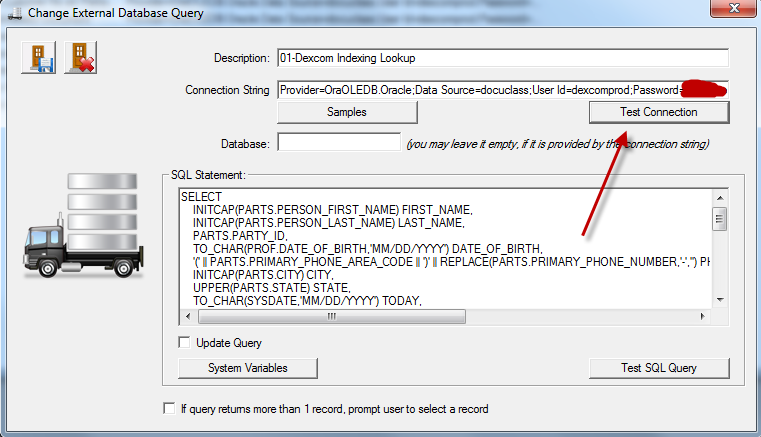 Change External Database Query
Description: 01-Dexcom Indexing Lookup
Connection String Provider=OraOLEDB.Oracle;Data Source=docuclass;User Id=dexcomprod;Password=
Samples Test Connection
Database: (you may leave it empty, if it is provided by the connection string)
SQL Statement:
SELECT
INITCAP(PARTS.PERSON_FIRST_NAME) FIRST_NAME,
INITCAP(PARTS.PERSON_LAST_NAME) LAST_NAME,
PARTS.PARTY_ID,
TO_CHAR(PROF.DATE_OF_BIRTH,'MM/DD/YYYY') DATE_OF_BIRTH,
'(' || PARTS.PRIMARY_PHONE_AREA_CODE || ')' || REPLACE(PARTS.PRIMARY_PHONE_NUMBER,'-','') PH
INITCAP(PARTS.CITY) CITY,
UPPER(PARTS.STATE) STATE,
TO_CHAR(SYSDATE,'MM/DD/YYYY') TODAY,
Update Query
System Variables Test SQL Query
If query returns more than 1 record, prompt user to select a record